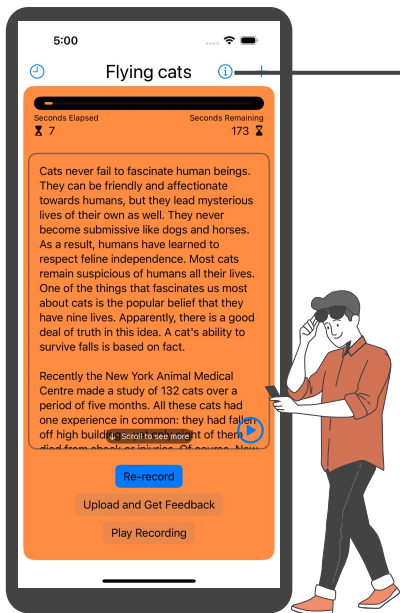 5:00
Flying cats
Seconds Elapsed
Seconds Remaining
7
173
Cats never fail to fascinate human beings.
They can be friendly and affectionate
towards humans, but they lead mysterious
lives of their own as well. They never
become submissive like dogs and horses.
As a result, humans have learned to
respect feline independence. Most cats
remain suspicious of humans all their lives.
One of the things that fascinates us most
about cats is the popular belief that they
have nine lives. Apparently, there is a good
deal of truth in this idea. A cat's ability to
survive falls is based on fact.
Recently the New York Animal Medical
Centre made a study of 132 cats over a
period of five months. All these cats had
one experience in common: they had fallen
off high of them
Scroll to see more
died from shock or injuries. Of course, New
Re-record
Upload and Get Feedback
Play Recording